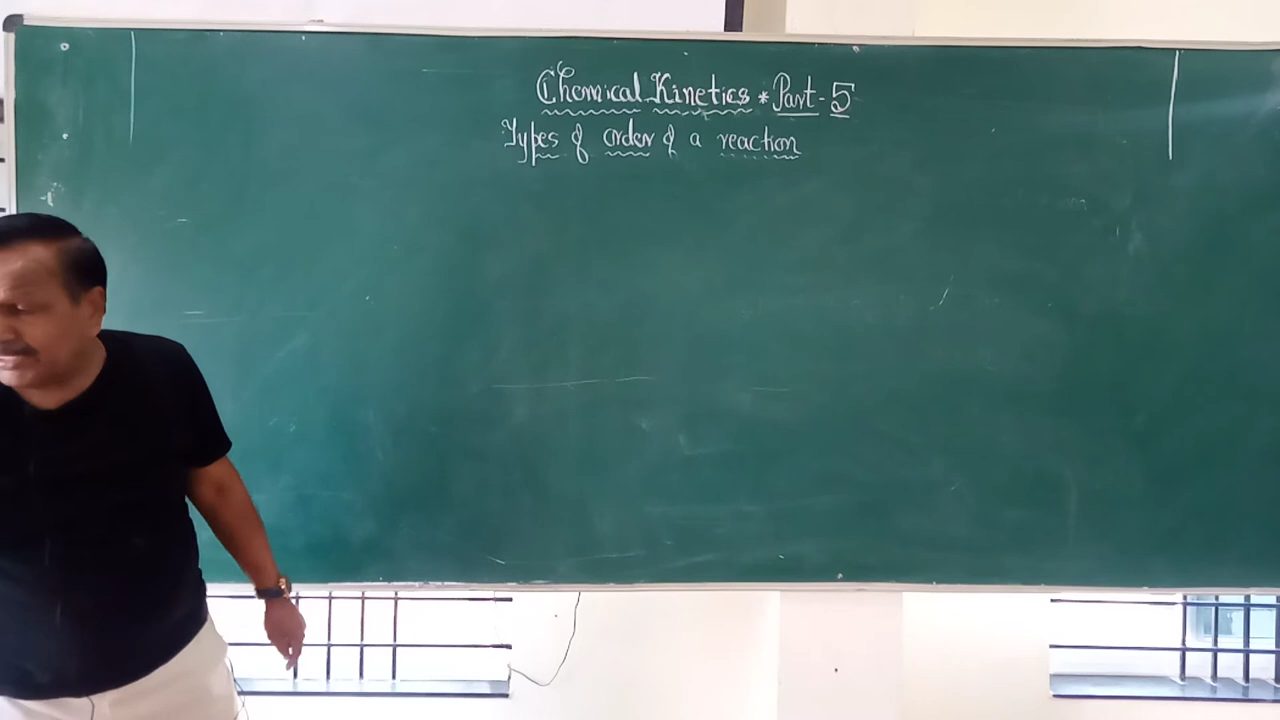 Chemical Kinetics * Part - 5
Types of order of a reaction